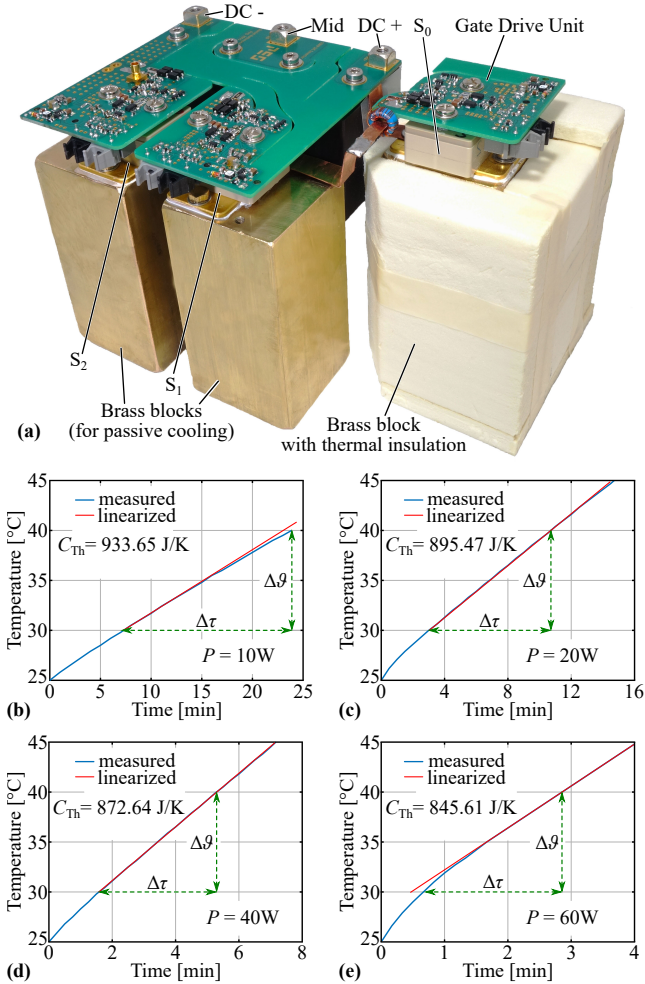 DC -
Mid
DC +
S₀
Gate Drive Unit
S₂
S₁
Brass blocks
(for passive cooling)
Brass block
with thermal insulation
(a)
45
40
35
30
25
Temperature [°C]
measured
linearized
C_Th = 933.65 J/K
Δϑ
Δτ
P = 10W
0 5 10 15 20 25
Time [min]
(b)
45
40
35
30
25
Temperature [°C]
measured
linearized
C_Th = 895.47 J/K
Δϑ
Δτ
P = 20W
0 4 8 12 16
Time [min]
(c)
45
40
35
30
25
Temperature [°C]
measured
linearized
C_Th = 872.64 J/K
Δϑ
Δτ
P = 40W
0 2 4 6 8
Time [min]
(d)
45
40
35
30
25
Temperature [°C]
measured
linearized
C_Th = 845.61 J/K
Δϑ
Δτ
P = 60W
0 1 2 3 4
Time [min]
(e)